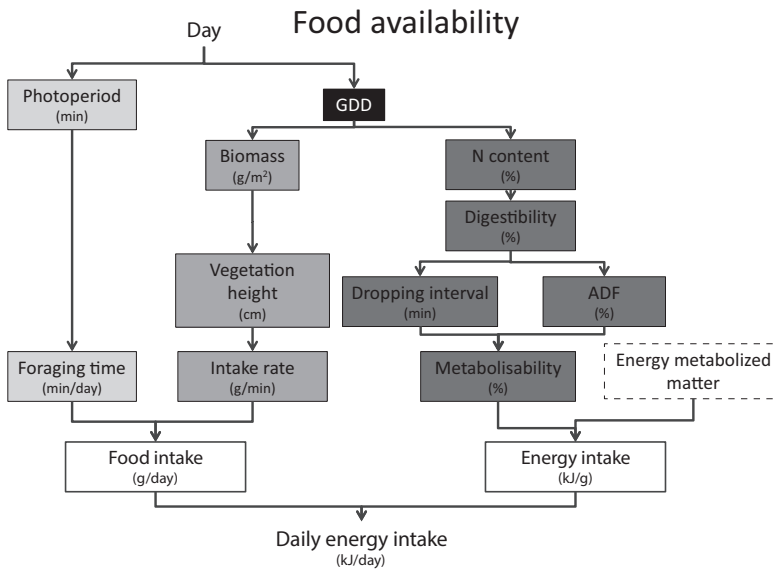 Food availability
Day
Photoperiod
(min)
GDD
Biomass
(g/m²)
N content
(%)
Digestibility
(%)
Vegetation
height
(cm)
Dropping interval
(min)
ADF
(%)
Foraging time
(min/day)
Intake rate
(g/min)
Metabolisability
(%)
Energy metabolized
matter
Food intake
(g/day)
Energy intake
(kJ/g)
Daily energy intake
(kJ/day)